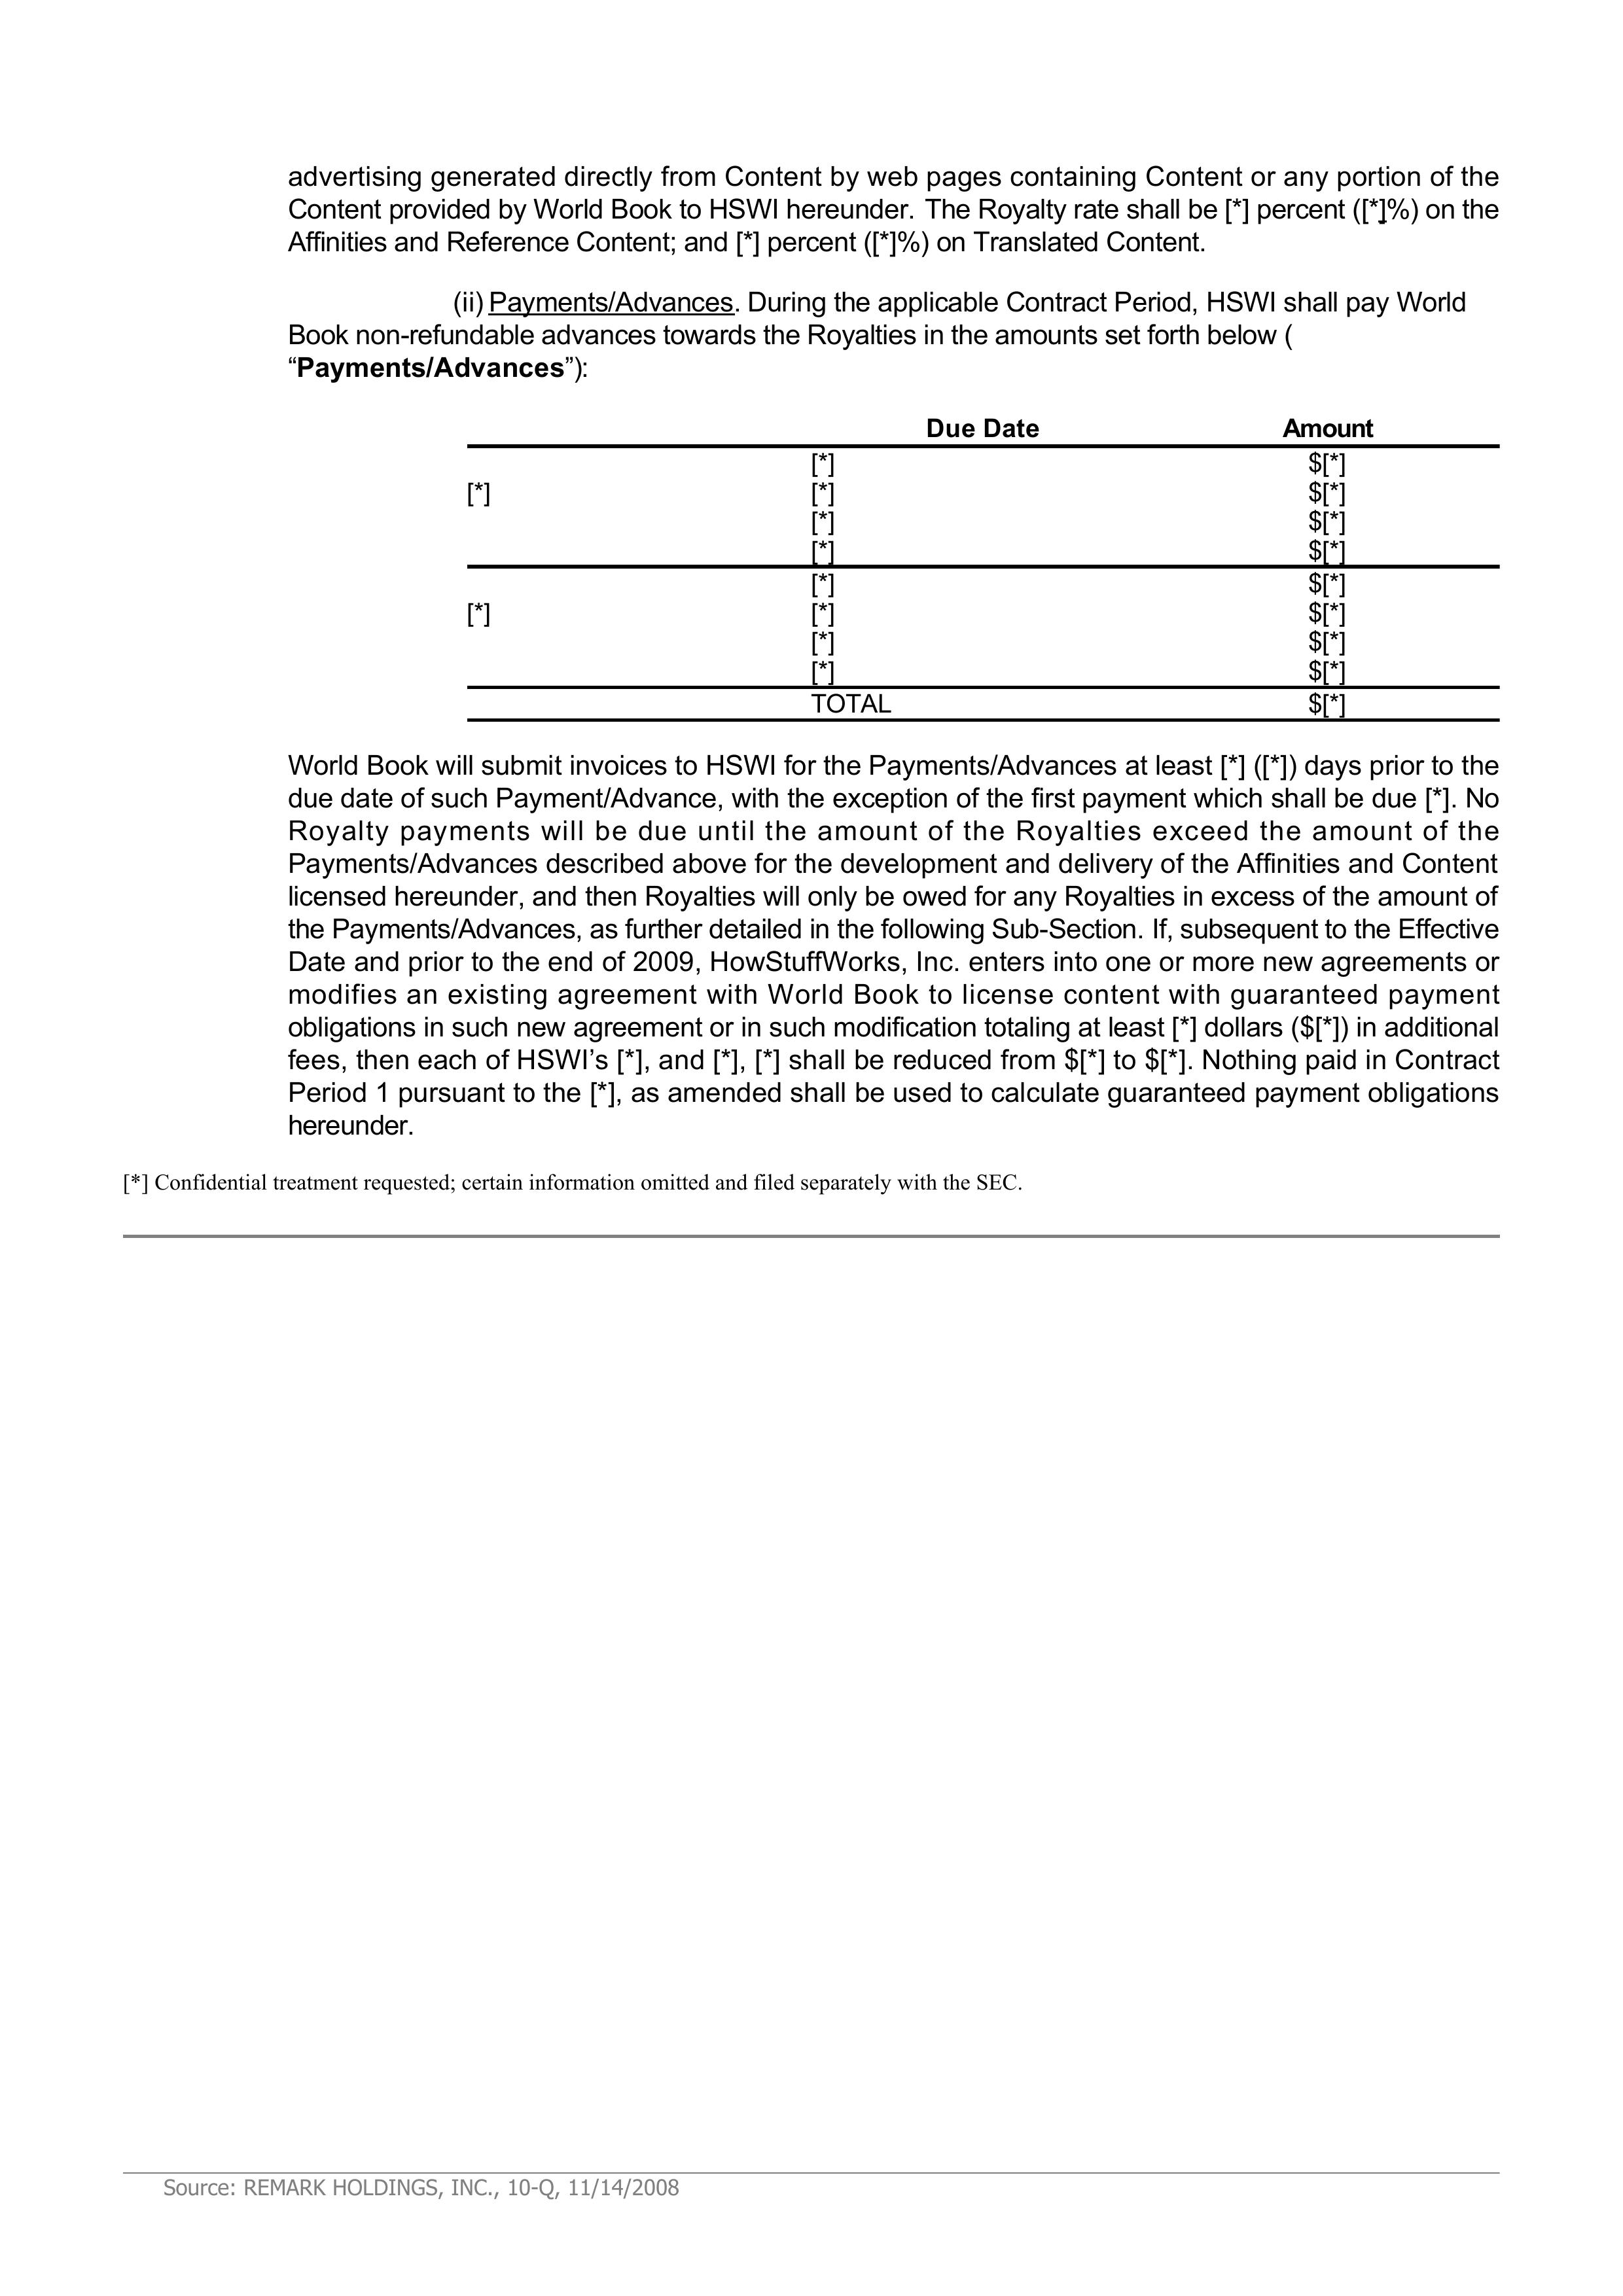 advertising generated directly from Content by web pages containing Content or any portion of the
Content provided by World Book to HSWI hereunder. The Royalty rate shall be [*] percent ([*]%) on the
Affinities and Reference Content; and [*] percent ([*]%) on Translated Content.
(ii) Payments/Advances. During the applicable Contract Period, HSWI shall pay World
Book non-refundable advances towards the Royalties in the amounts set forth below (
“Payments/Advances”):
Due Date Amount
[*] $[*]
[*] [*] $[*]
[*] $[*]
[*] $[*]
[*] $[*]
[*] [*] $[*]
[*] $[*]
[*] $[*]
TOTAL $[*]
World Book will submit invoices to HSWI for the Payments/Advances at least [*] ([*]) days prior to the
due date of such Payment/Advance, with the exception of the first payment which shall be due [*]. No
Royalty payments will be due until the amount of the Royalties exceed the amount of the
Payments/Advances described above for the development and delivery of the Affinities and Content
licensed hereunder, and then Royalties will only be owed for any Royalties in excess of the amount of
the Payments/Advances, as further detailed in the following Sub-Section. If, subsequent to the Effective
Date and prior to the end of 2009, HowStuffWorks, Inc. enters into one or more new agreements or
modifies an existing agreement with World Book to license content with guaranteed payment
obligations in such new agreement or in such modification totaling at least [*] dollars ($[*]) in additional
fees, then each of HSWI’s [*], and [*], [*] shall be reduced from $[*] to $[*]. Nothing paid in Contract
Period 1 pursuant to the [*], as amended shall be used to calculate guaranteed payment obligations
hereunder.
[*] Confidential treatment requested; certain information omitted and filed separately with the SEC.
Source: REMARK HOLDINGS, INC., 10-Q, 11/14/2008